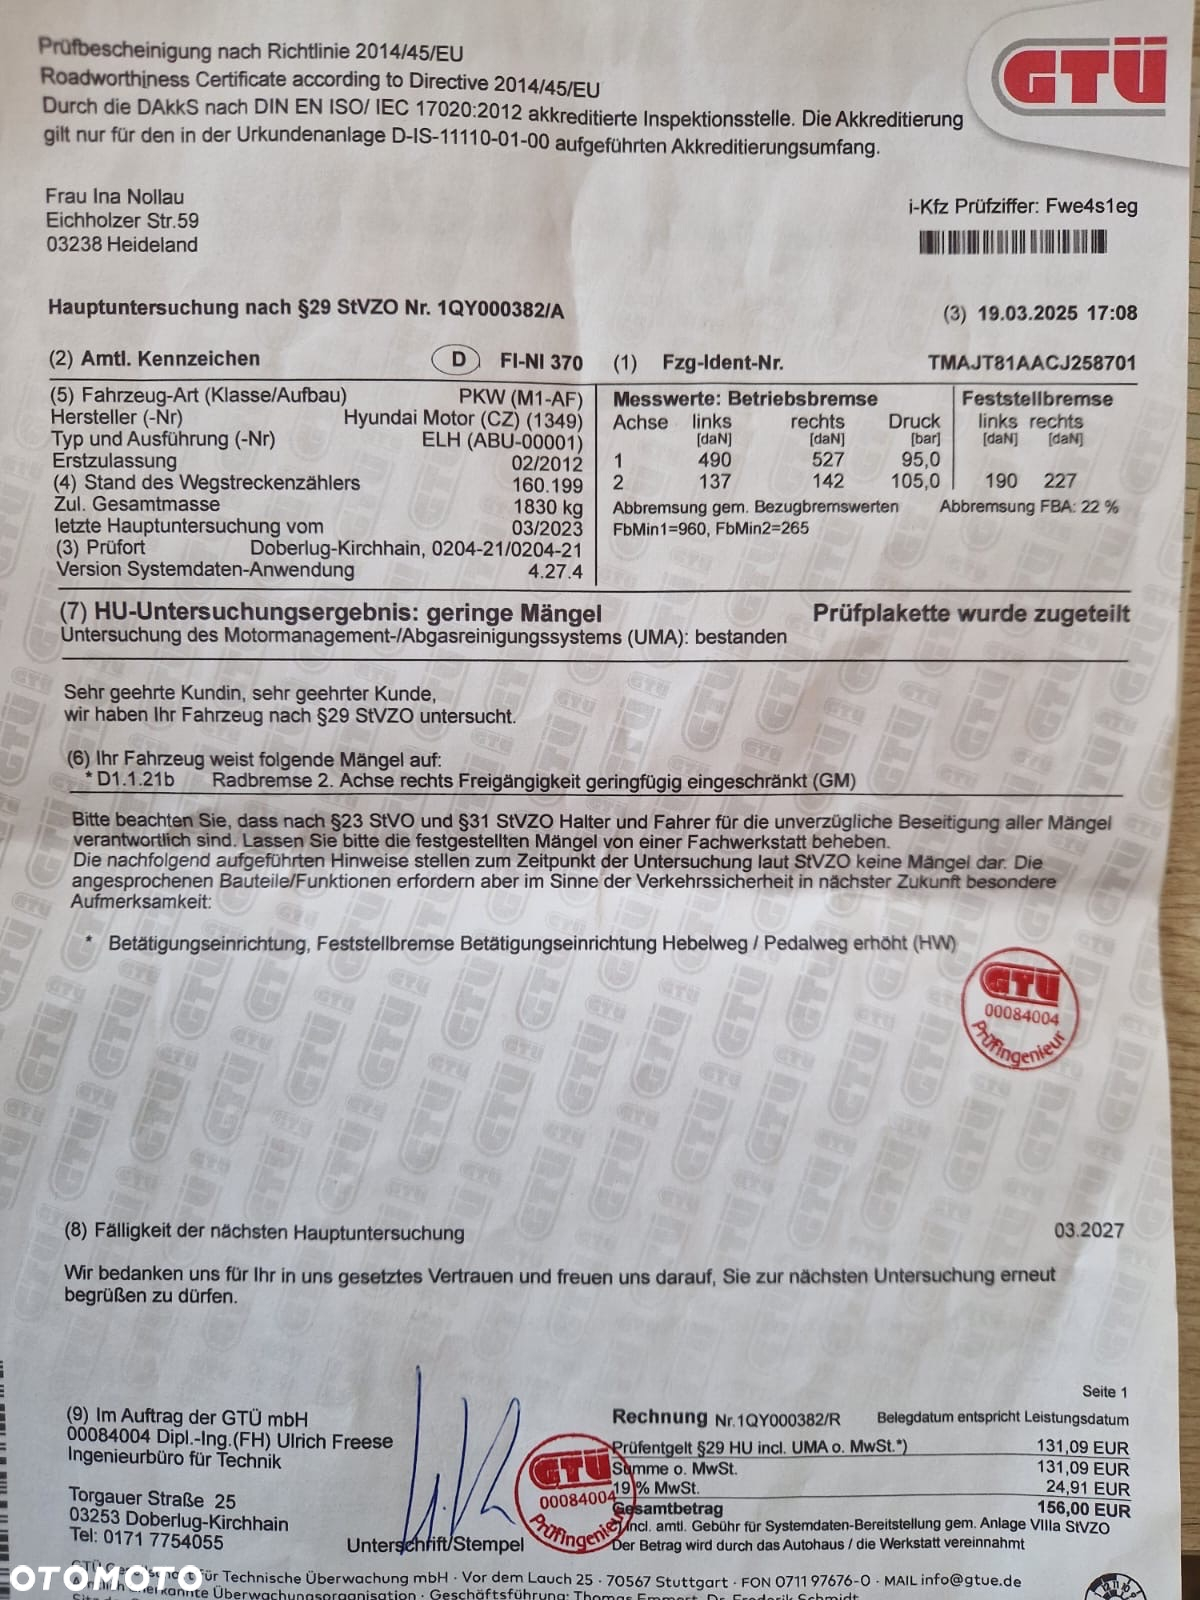 Prüfbescheinigung nach Richtlinie 2014/45/EU
Roadworthiness Certificate according to Directive 2014/45/EU
Durch die DAkkS nach DIN EN ISO/ IEC 17020:2012 akkreditierte Inspektionsstelle. Die Akkreditierung
gilt nur für den in der Urkundenanlage D-IS-11110-01-00 aufgeführten Akkreditierungsumfang.
GTÜ
Frau Ina Nollau
Eichholzer Str.59
03238 Heideland
i-Kfz Prüfziffer: Fwe4s1eg
Hauptuntersuchung nach §29 StVZO Nr. 1QY000382/A (3) 19.03.2025 17:08
(2) Amtl. Kennzeichen D FI-NI 370 (1) Fzg-Ident-Nr. TMAJT81AACJ258701
(5) Fahrzeug-Art (Klasse/Aufbau) PKW (M1-AF)
Hersteller (-Nr) Hyundai Motor (CZ) (1349)
Typ und Ausführung (-Nr) ELH (ABU-00001)
Erstzulassung 02/2012
(4) Stand des Wegstreckenzählers 160.199
Zul. Gesamtmasse 1830 kg
letzte Hauptuntersuchung vom 03/2023
(3) Prüfort Doberlug-Kirchhain, 0204-21/0204-21
Version Systemdaten-Anwendung 4.27.4
Messwerte: Betriebsbremse Feststellbremse
Achse links rechts Druck links rechts
[daN] [daN] [bar] [daN] [daN]
1 490 527 95,0
2 137 142 105,0 190 227
Abbremsung gem. Bezugbremswerten Abbremsung FBA: 22 %
FbMin1=960, FbMin2=265
(7) HU-Untersuchungsergebnis: geringe Mängel Prüfplakette wurde zugeteilt
Untersuchung des Motormanagement-/Abgasreinigungssystems (UMA): bestanden
Sehr geehrte Kundin, sehr geehrter Kunde,
wir haben Ihr Fahrzeug nach §29 StVZO untersucht.
(6) Ihr Fahrzeug weist folgende Mängel auf:
* D1.1.21b Radbremse 2. Achse rechts Freigängigkeit geringfügig eingeschränkt (GM)
Bitte beachten Sie, dass nach §23 StVO und §31 StVZO Halter und Fahrer für die unverzügliche Beseitigung aller Mängel
verantwortlich sind. Lassen Sie bitte die festgestellten Mängel von einer Fachwerkstatt beheben.
Die nachfolgend aufgeführten Hinweise stellen zum Zeitpunkt der Untersuchung laut StVZO keine Mängel dar. Die
angesprochenen Bauteile/Funktionen erfordern aber im Sinne der Verkehrssicherheit in nächster Zukunft besondere
Aufmerksamkeit:
* Betätigungseinrichtung, Feststellbremse Betätigungseinrichtung Hebelweg / Pedalweg erhöht (HW)
GTÜ
00084004
Prüfingenieur
(8) Fälligkeit der nächsten Hauptuntersuchung 03.2027
Wir bedanken uns für Ihr in uns gesetztes Vertrauen und freuen uns darauf, Sie zur nächsten Untersuchung erneut
begrüßen zu dürfen.
Seite 1
(9) Im Auftrag der GTÜ mbH
00084004 Dipl.-Ing.(FH) Ulrich Freese
Ingenieurbüro für Technik
Torgauer Straße 25
03253 Doberlug-Kirchhain
Tel: 0171 7754055
Unterschrift/Stempel
GTÜ
00084004
Prüfingenieur
Rechnung Nr.1QY000382/R Belegdatum entspricht Leistungsdatum
Prüfentgelt §29 HU incl. UMA o. MwSt.*) 131,09 EUR
Summe o. MwSt. 131,09 EUR
19 % MwSt. 24,91 EUR
Gesamtbetrag 156,00 EUR
incl. amtl. Gebühr für Systemdaten-Bereitstellung gem. Anlage VIIIa StVZO
Der Betrag wird durch das Autohaus / die Werkstatt vereinnahmt
für Technische Überwachung mbH · Vor dem Lauch 25 · 70567 Stuttgart · FON 0711 97676-0 · MAIL info@gtue.de
Überwachungsorganisation · Geschäftsführung: Thomas
OTOMOTO